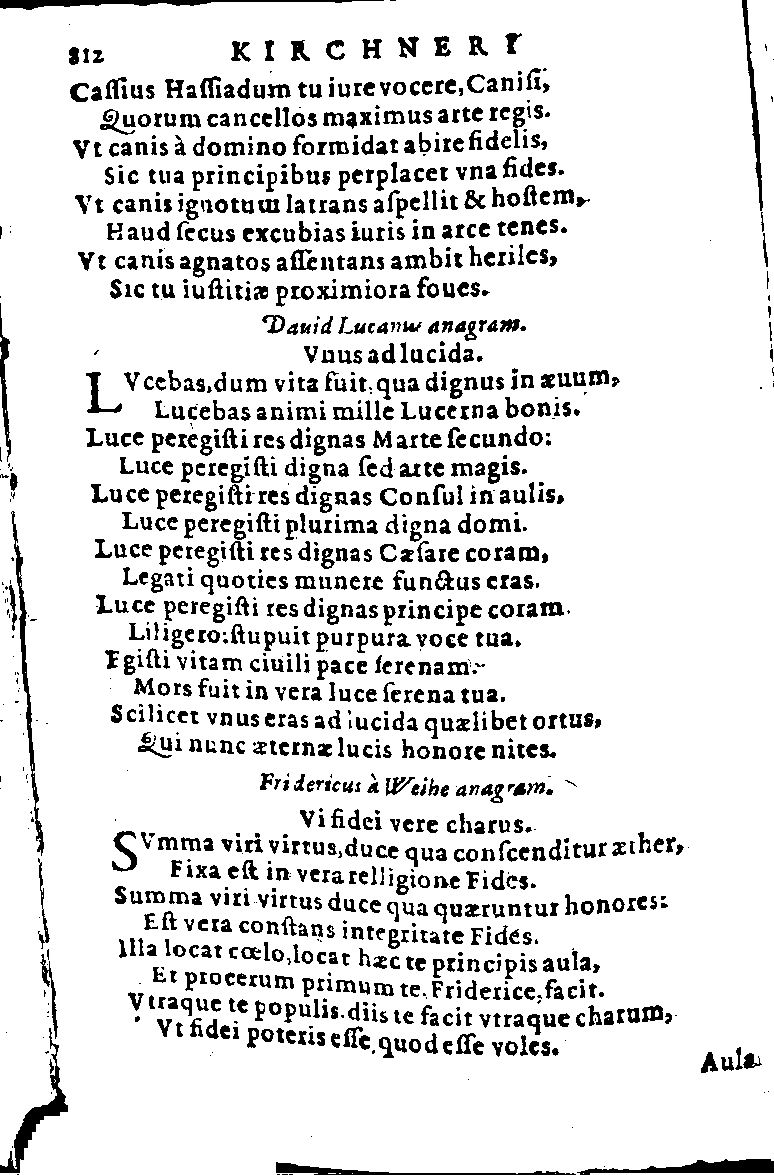 812 KIRCHNERI
Caſſius Haſſiadum tu iure vocere, Caniſi,
Quorum cancellos maximus arte regis.
Vt canis à domino formidat abire fidelis,
Sic tua principibus perplacet vna fides.
Vt canis ignotum latrans aſpellit & hoſtem,
Haud ſecus excubias iuris in arce tenes.
Vt canis agnatos aſſentans ambit heriles,
Sic tu iuſtitiæ proximiora foues.
Dauid Lucanus anagram.
Vnus ad lucida.
LVcebas, dum vita fuit, qua dignus in æuum,
Lucebas animi mille Lucerna bonis.
Luce peregiſti res dignas Marte ſecundo:
Luce peregiſti digna ſed arte magis.
Luce peregiſti res dignas Conſul in aulis,
Luce peregiſti plurima digna domi.
Luce peregiſti res dignas Cæſare coram,
Legati quoties munere functus eras.
Luce peregiſti res dignas principe coram.
Liligero: ſtupuit purpura voce tua.
Egiſti vitam ciuili pace ſerenam:
Mors fuit in vera luce ſerena tua.
Scilicet vnus eras ad lucida quælibet ortus,
Qui nunc æternæ lucis honore nites.
Fridericus à Weihe anagram.
Vi fidei vere charus.
SVmma viri virtus, duce qua conſcenditur æther,
Fixa eſt in vera relligione Fides.
Summa viri virtus duce qua quæruntur honores:
Eſt vera conſtans integritate Fides.
Illa locat cœlo, locat hæc te principis aula,
Et procerum primum te, Friderice, facit.
Vtraque te populis, diis te facit vtraque charum,
Vt fidei poteris eſſe, quod eſſe voles.
Aula